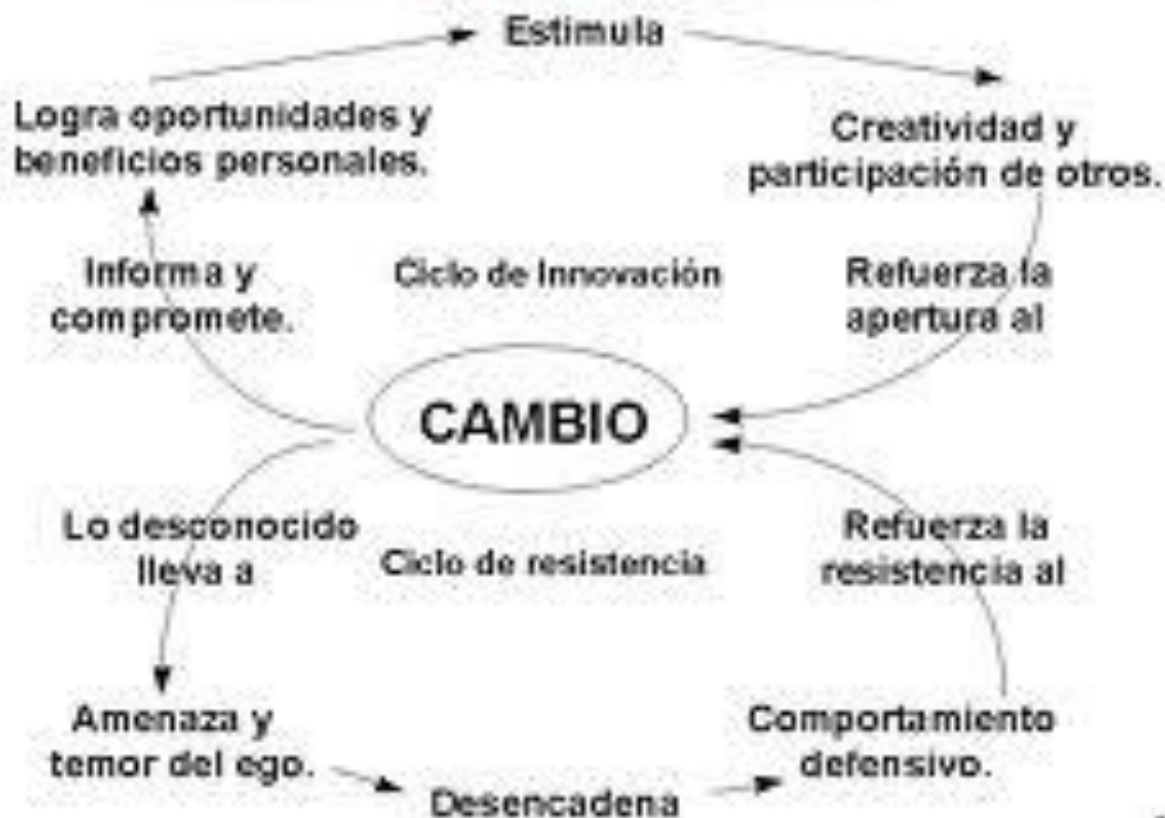 Estimula
Logra oportunidades y
beneficios personales.
Creatividad y
participación de otros.
Informa y
compromete.
Ciclo de Innovación
Refuerza la
apertura al
CAMBIO
Lo desconocido
lleva a
Ciclo de resistencia
Refuerza la
resistencia al
Amenaza y
temor del ego.
Desencadena
Comportamiento
defensivo.